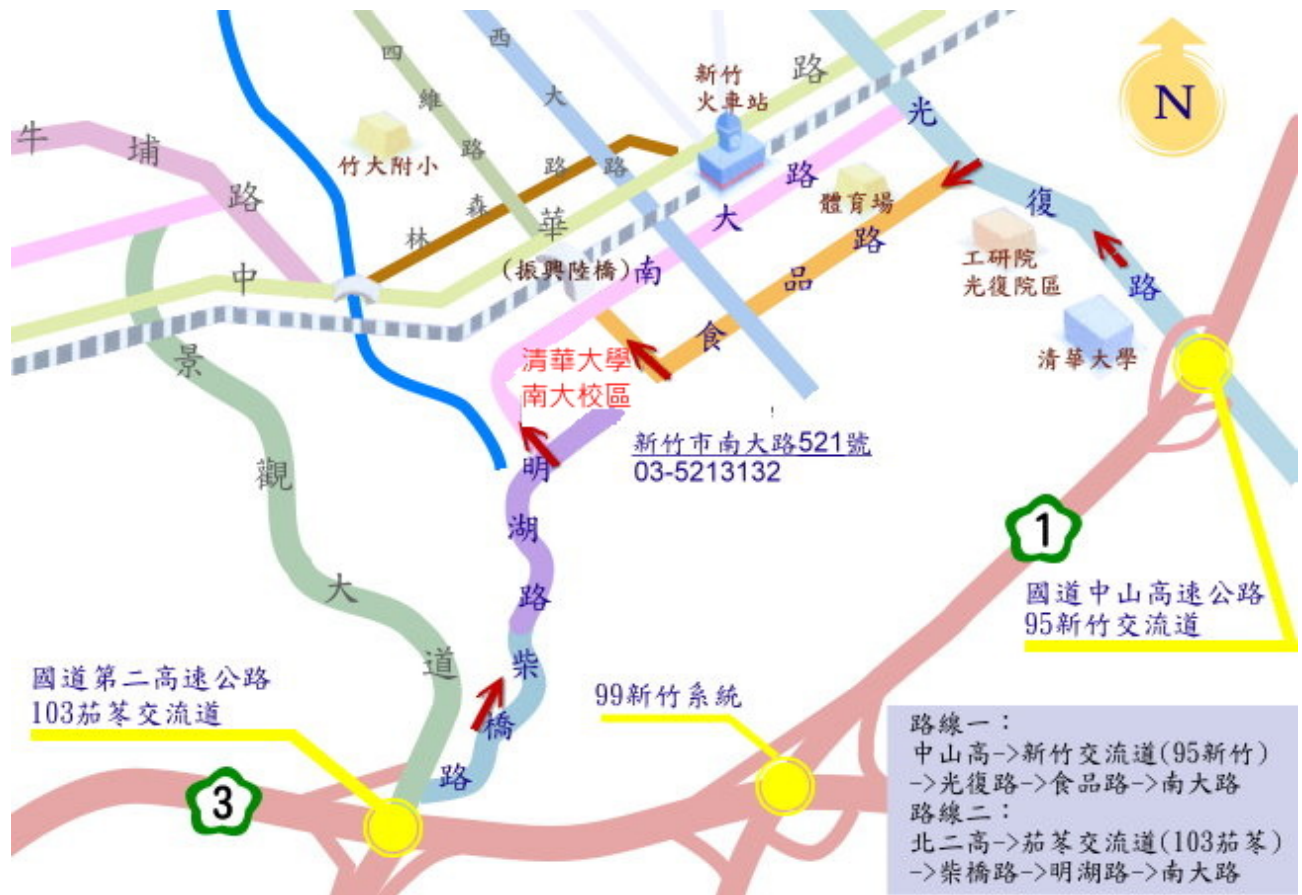 四維路
西大路
新竹
火車站
中華路
光復路
N
牛埔路
竹大附小
林森路
南大路
體育場
食品路
工研院
光復院區
(振興陸橋)
清華大學
清華大學
南大校區
新竹市南大路521號
03-5213132
景觀大道
明湖路
1
國道中山高速公路
95新竹交流道
柴橋路
國道第二高速公路
103茄苳交流道
99新竹系統
3
路線一：
中山高->新竹交流道(95新竹)
->光復路->食品路->南大路
路線二：
北二高->茄苳交流道(103茄苳)
->柴橋路->明湖路->南大路